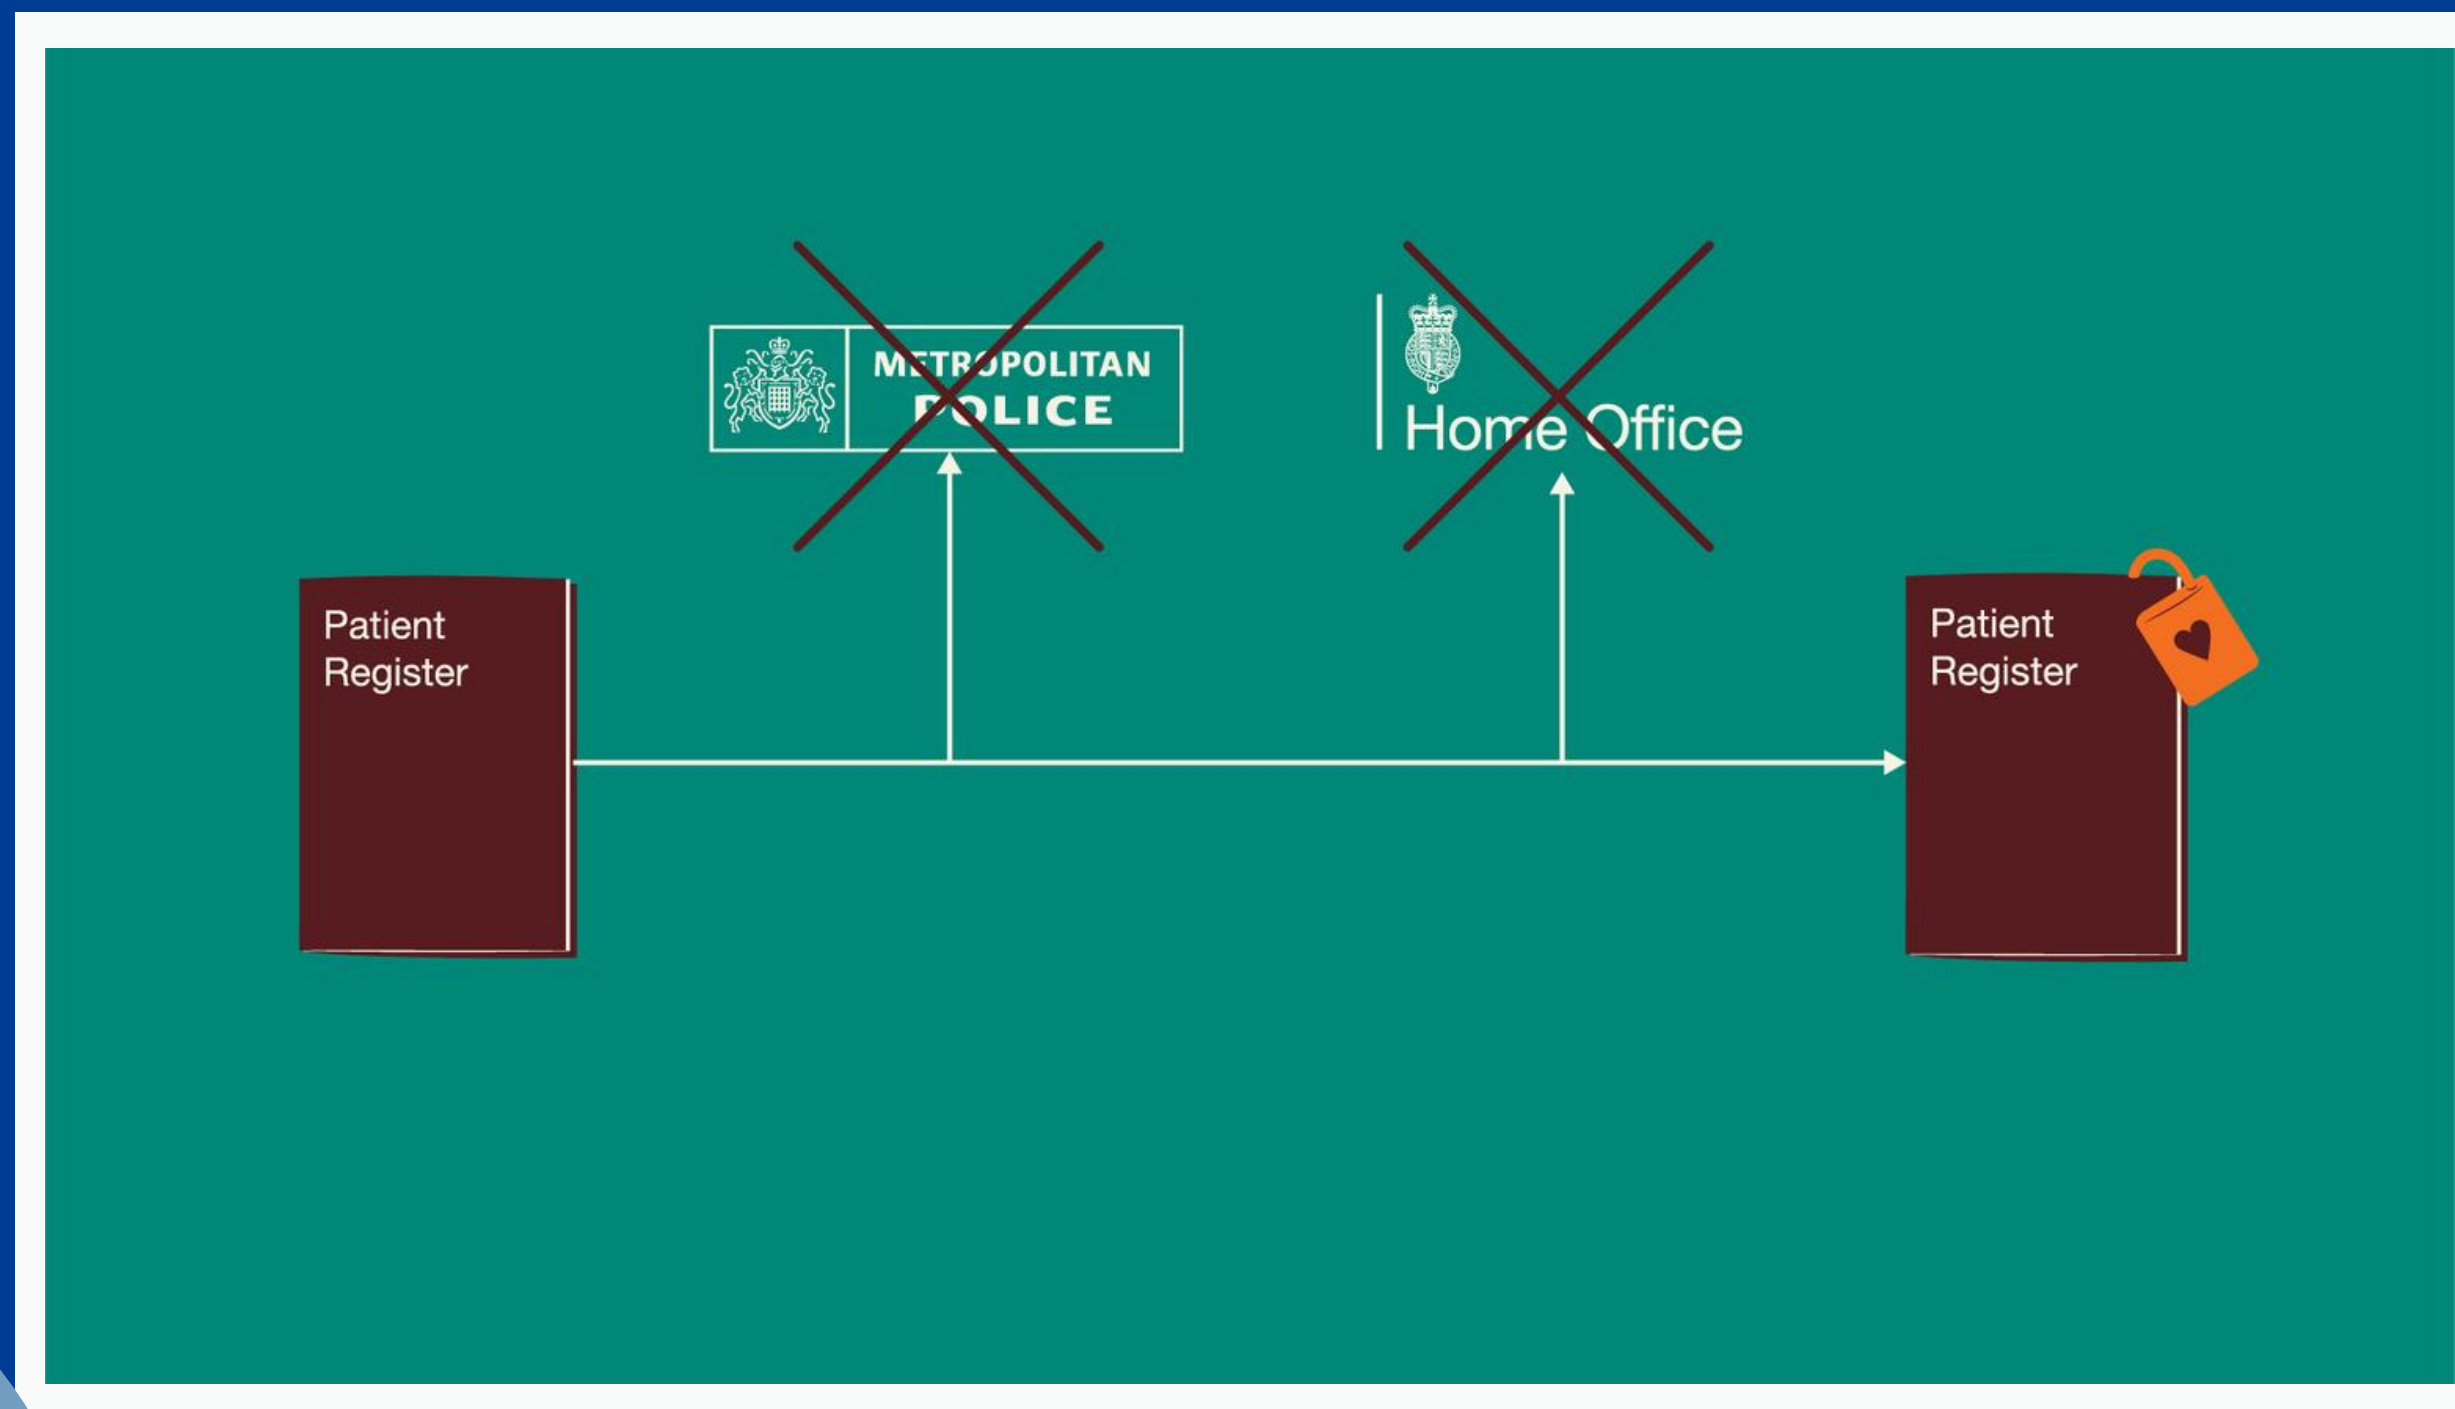 METROPOLITAN
POLICE
Home Office
Patient
Register
Patient
Register